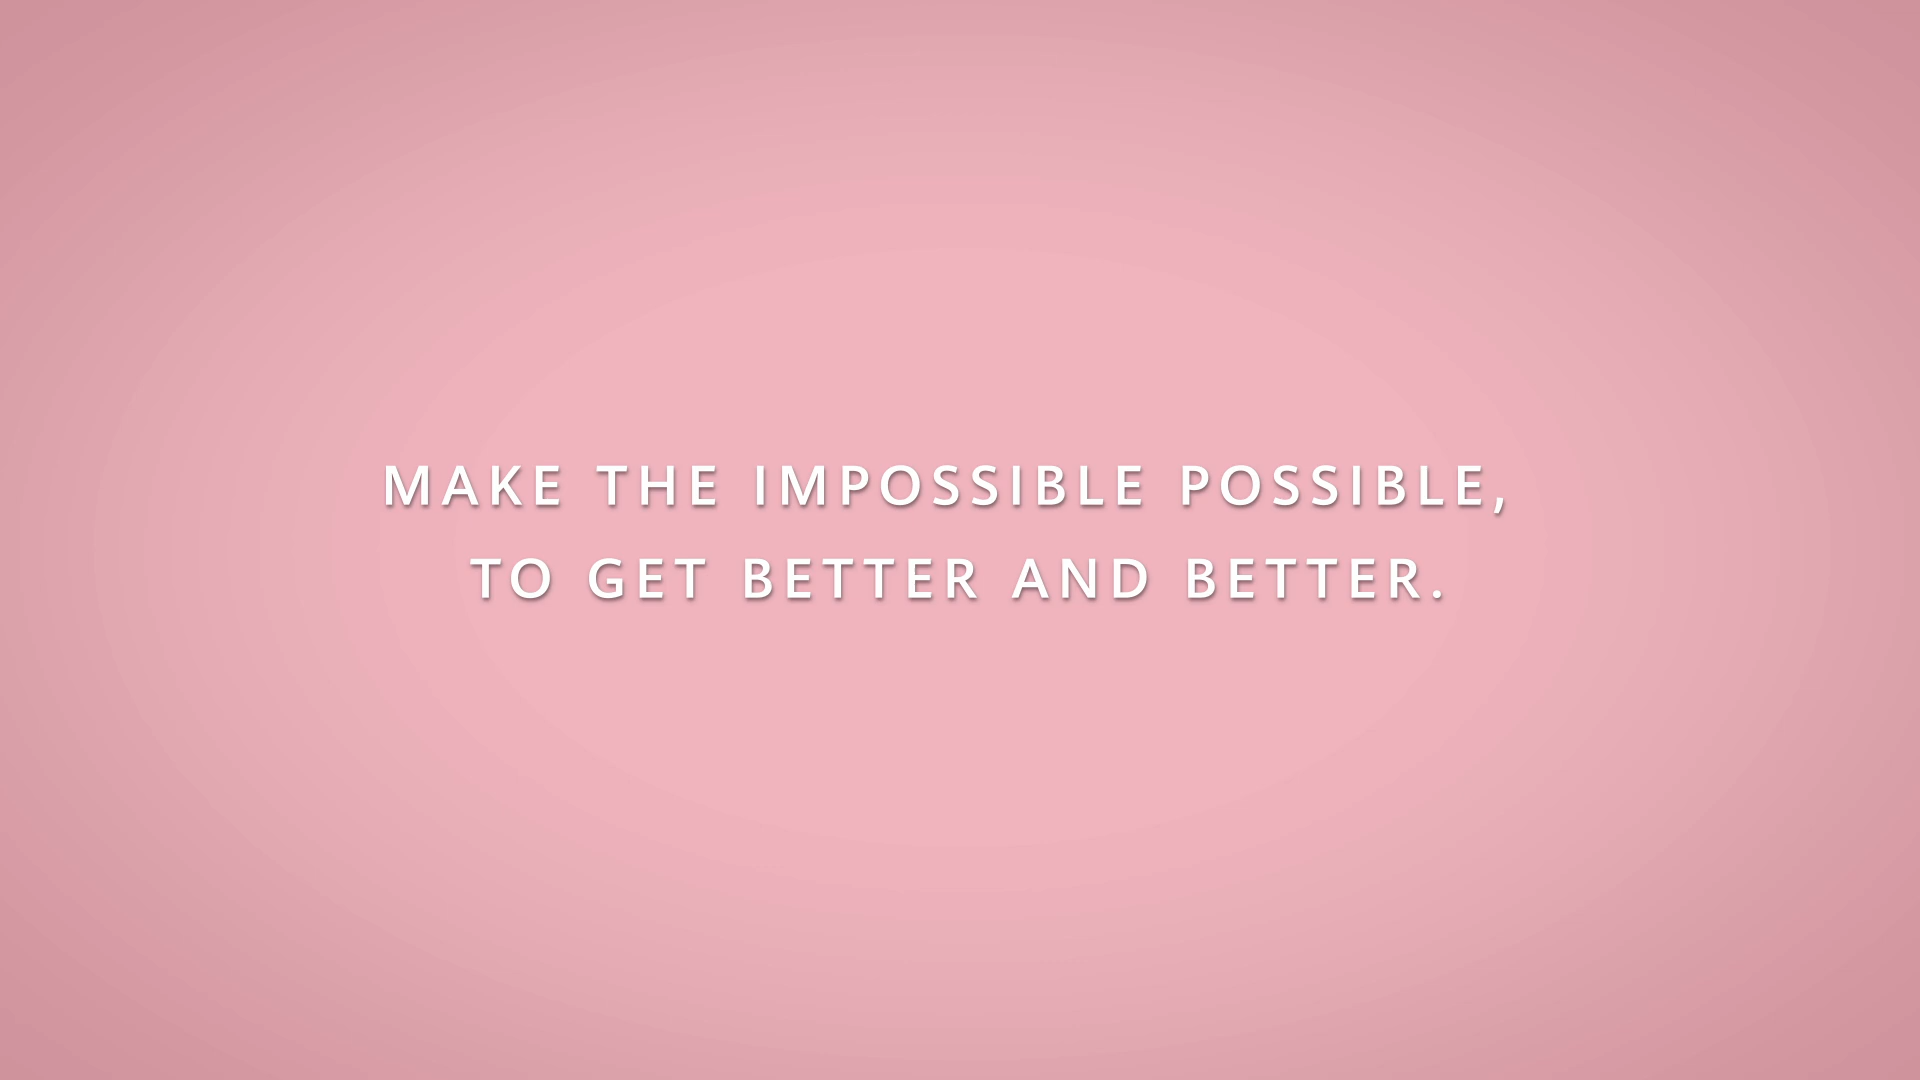 MAKE THE IMPOSSIBLE POSSIBLE,
TO GET BETTER AND BETTER.